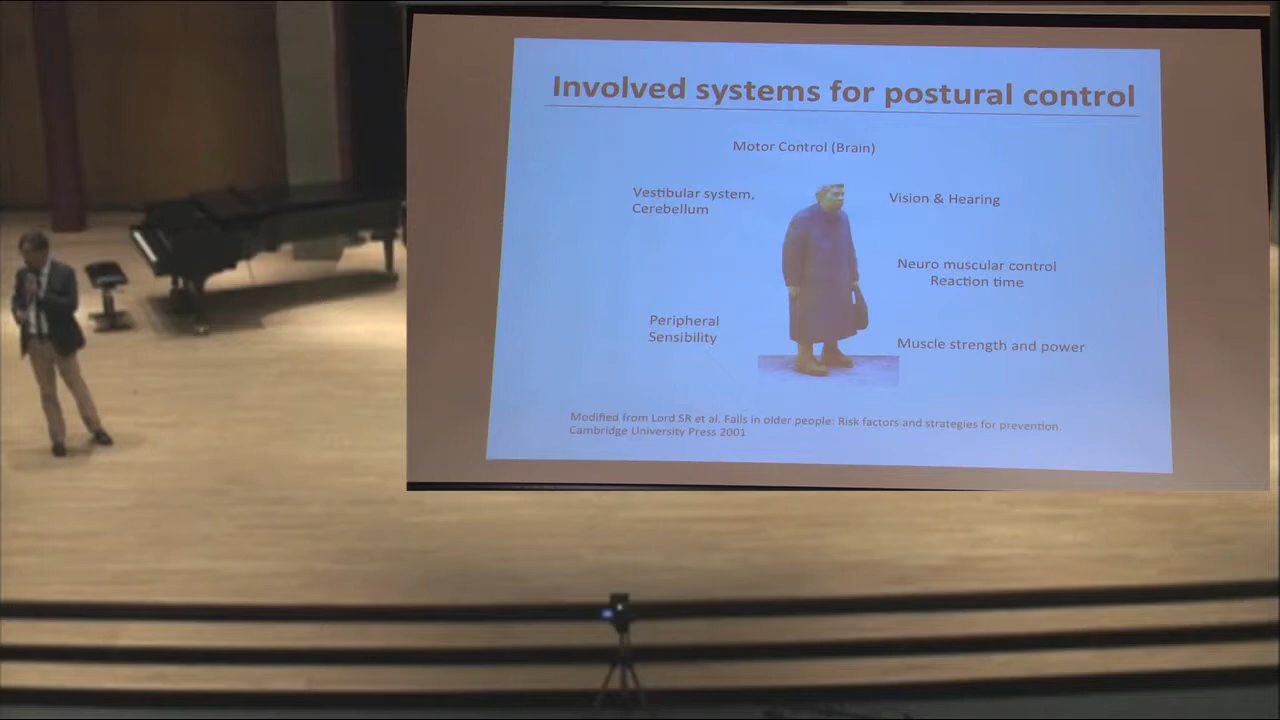 Involved systems for postural control
Motor Control (Brain)
Vestibular system,
Cerebellum
Vision & Hearing
Neuro muscular control
Reaction time
Peripheral
Sensibility
Muscle strength and power
Modified from Lord SR et al. Falls in older people: Risk factors and strategies for prevention.
Cambridge University Press 2001